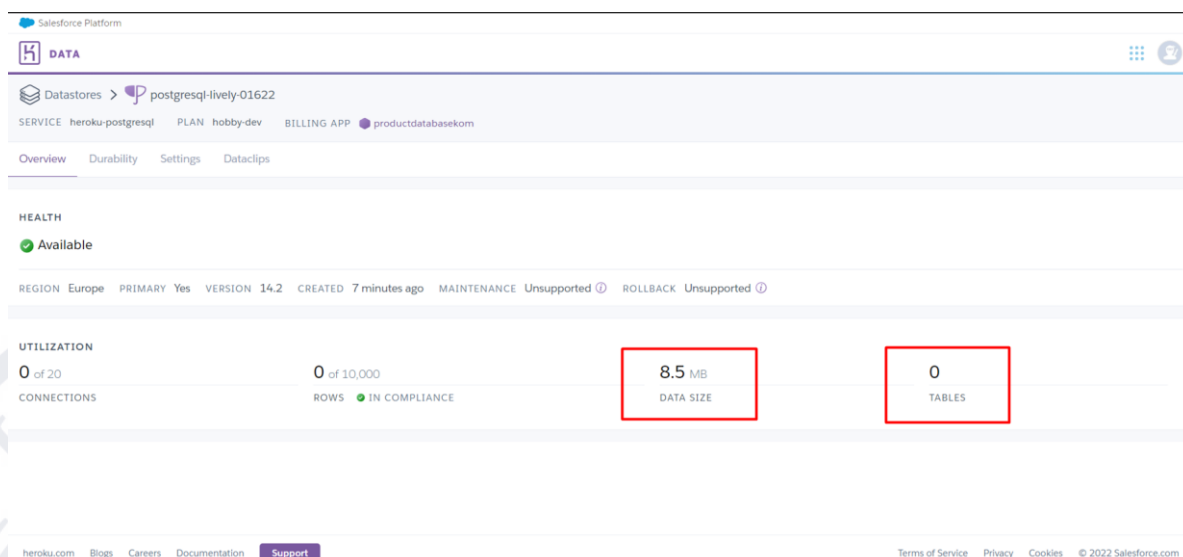 Salesforce Platform
DATA
Datastores > postgresql-lively-01622
SERVICE heroku-postgresql PLAN hobby-dev BILLING APP productdatabasekom
Overview Durability Settings Dataclips
HEALTH
Available
REGION Europe PRIMARY Yes VERSION 14.2 CREATED 7 minutes ago MAINTENANCE Unsupported ROLLBACK Unsupported
UTILIZATION
0 of 20 0 of 10,000 8.5 MB 0
CONNECTIONS ROWS IN COMPLIANCE DATA SIZE TABLES
heroku.com Blogs Careers Documentation Support Terms of Service Privacy Cookies © 2022 Salesforce.com